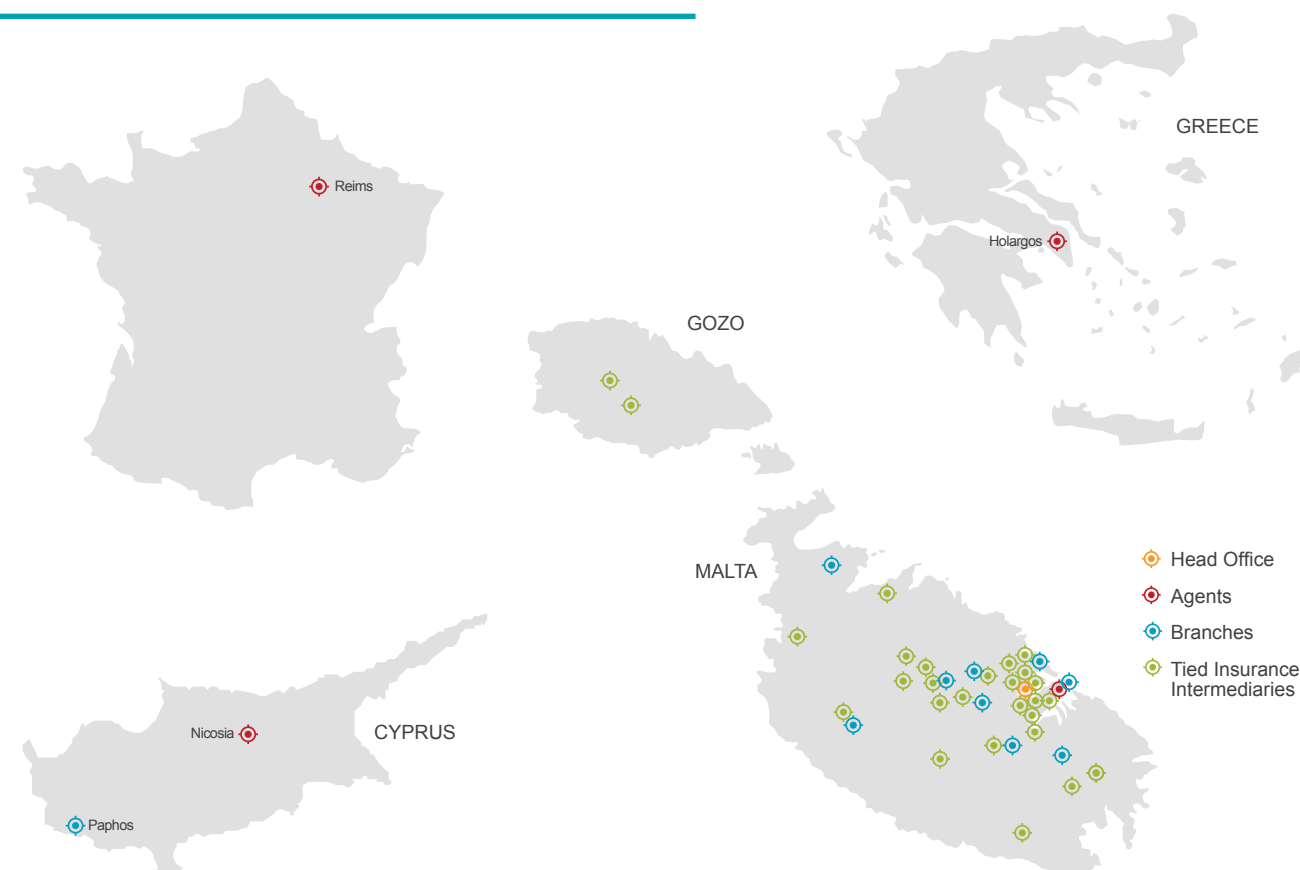 GREECE
Reims
Holargos
GOZO
MALTA
Head Office
Agents
Branches
Tied Insurance
Intermediaries
Nicosia
CYPRUS
Paphos